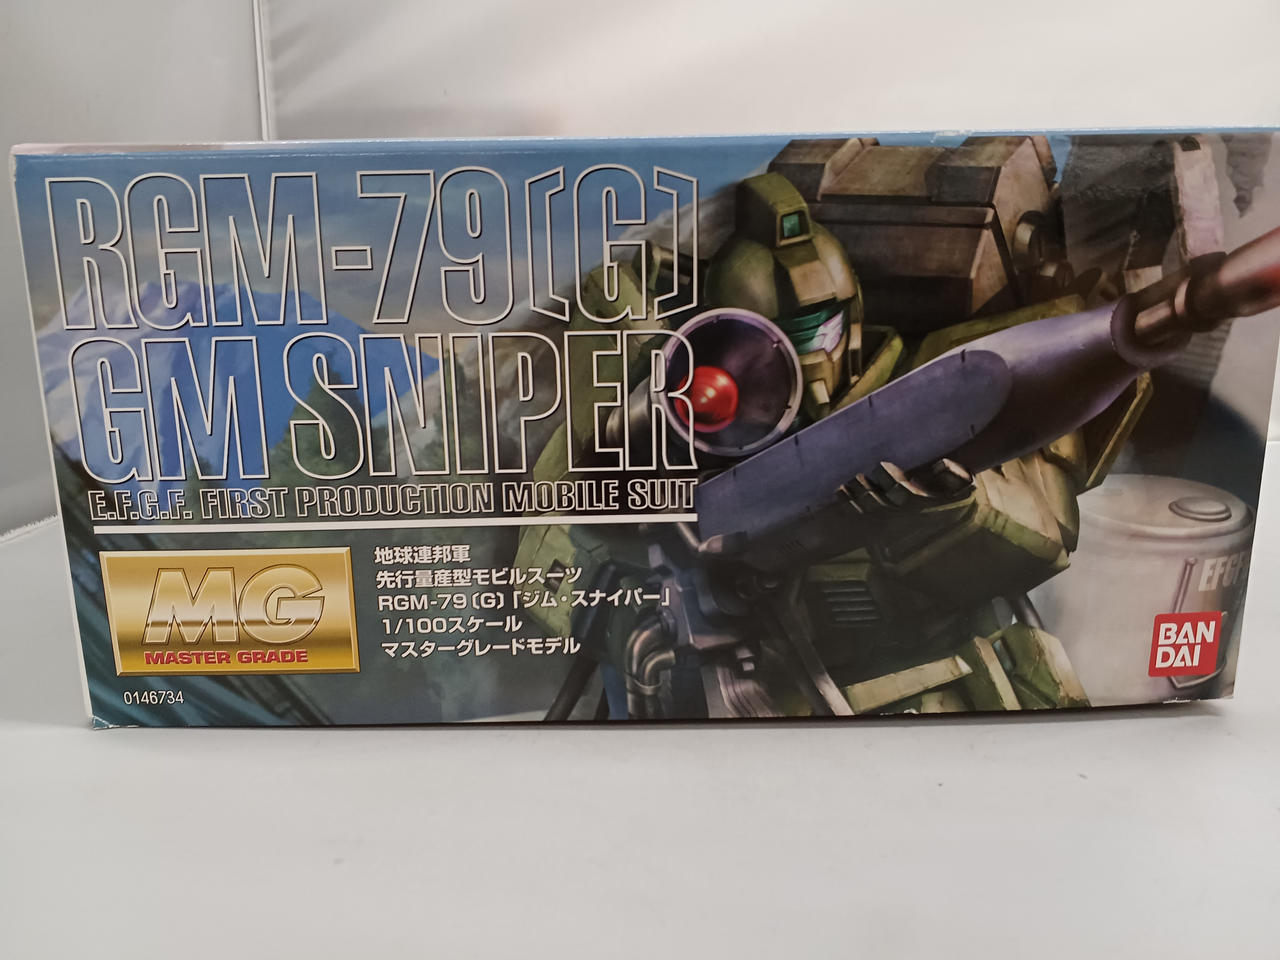 RGM-79[G]
GM SNIPER
E.F.G.F. FIRST PRODUCTION MOBILE SUIT
MG
MASTER GRADE
0146734
地球連邦軍
先行量産型モビルスーツ
RGM-79[G]「ジム・スナイパー」
1/100スケール
マスターグレードモデル
EFGF
BAN
DAI